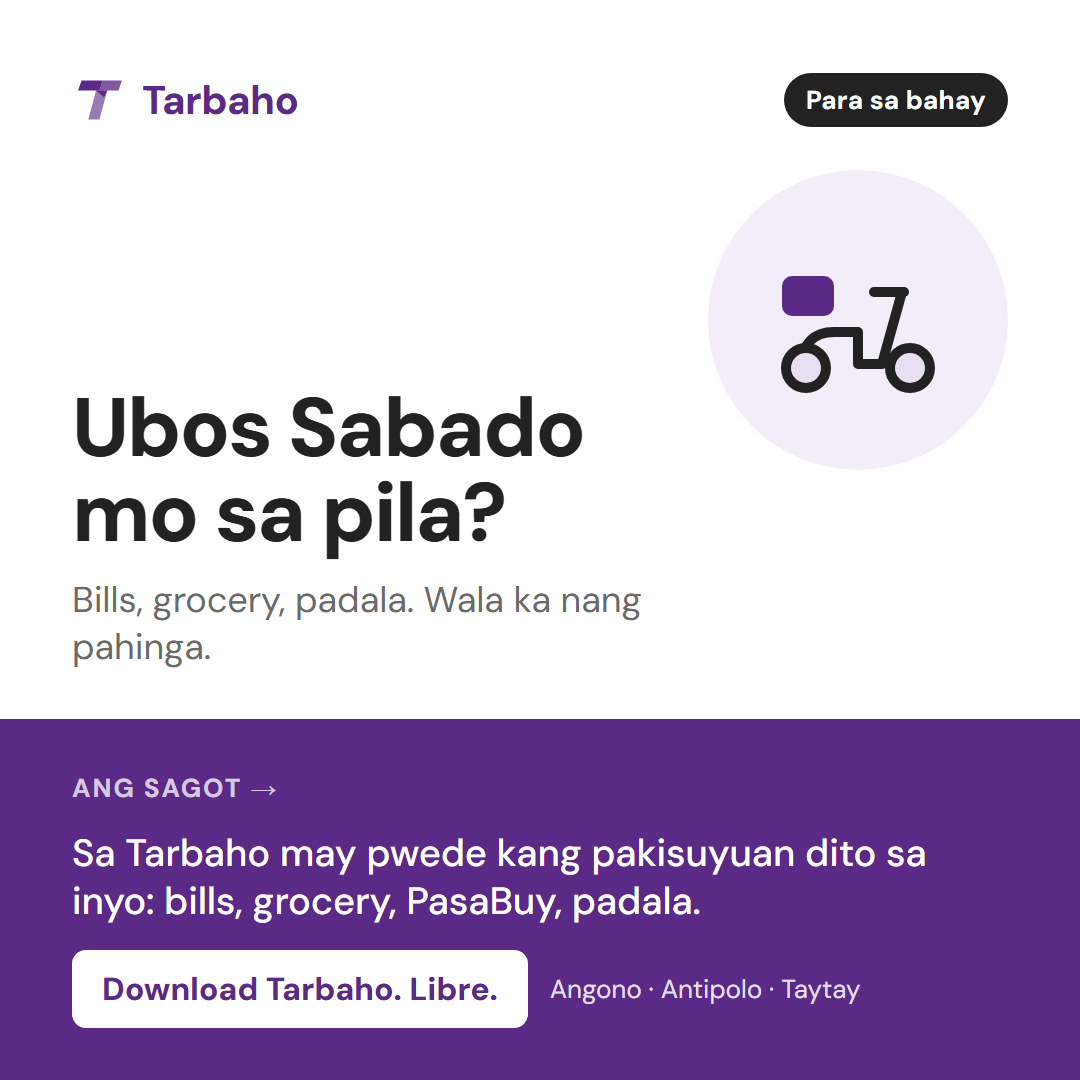 Tarbaho
Para sa bahay
Ubos Sabado
mo sa pila?
Bills, grocery, padala. Wala ka nang
pahinga.
ANG SAGOT →
Sa Tarbaho may pwede kang pakisuyuan dito sa
inyo: bills, grocery, PasaBuy, padala.
Download Tarbaho. Libre.
Angono · Antipolo · Taytay